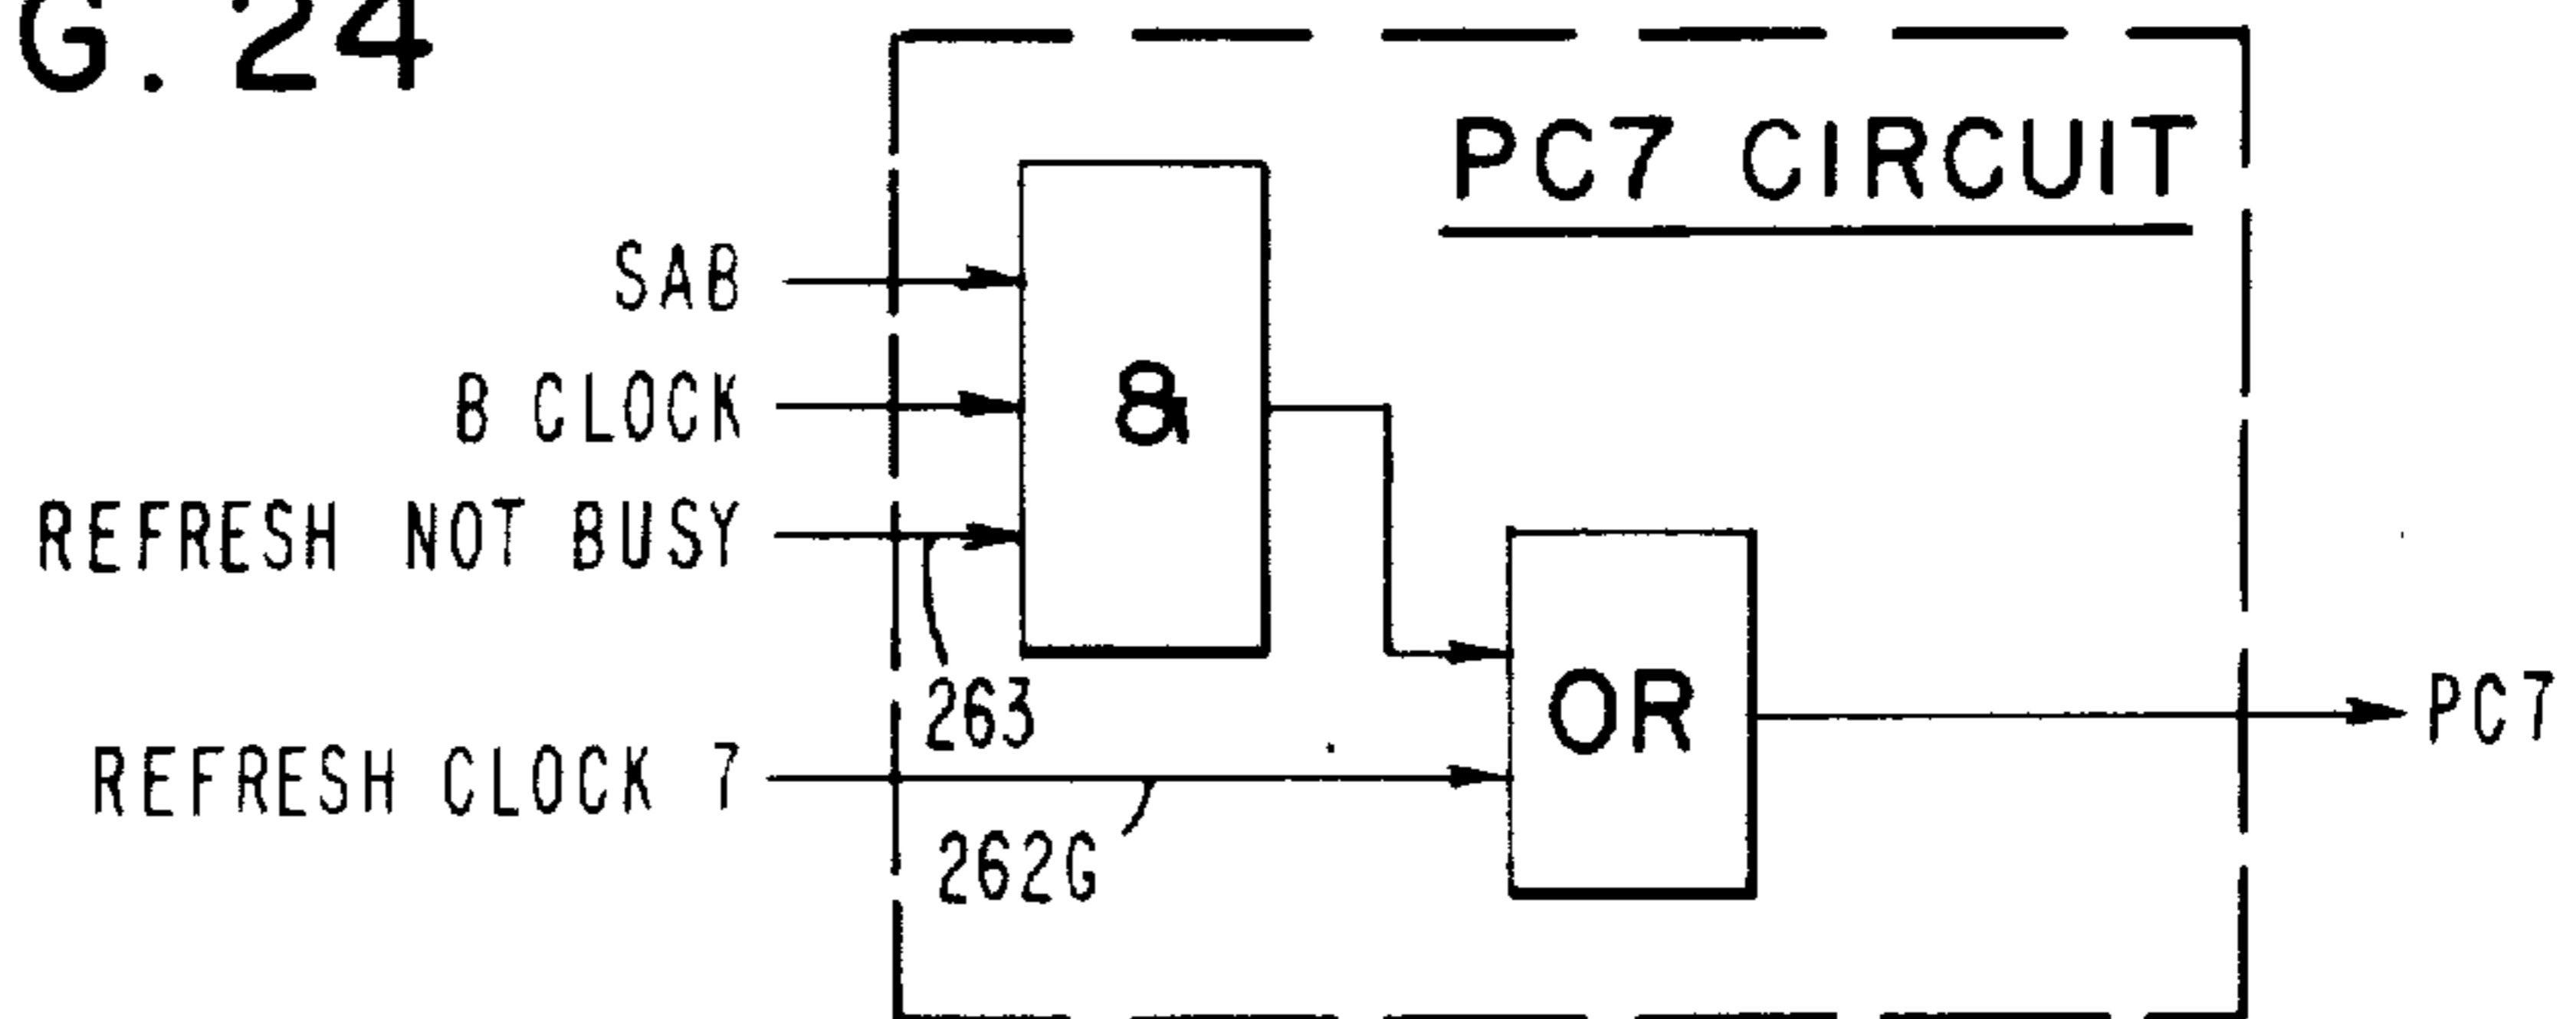 G. 24
PC7 CIRCUIT
SAB
B CLOCK
REFRESH NOT BUSY
&
263
OR
PC7
REFRESH CLOCK 7
262G